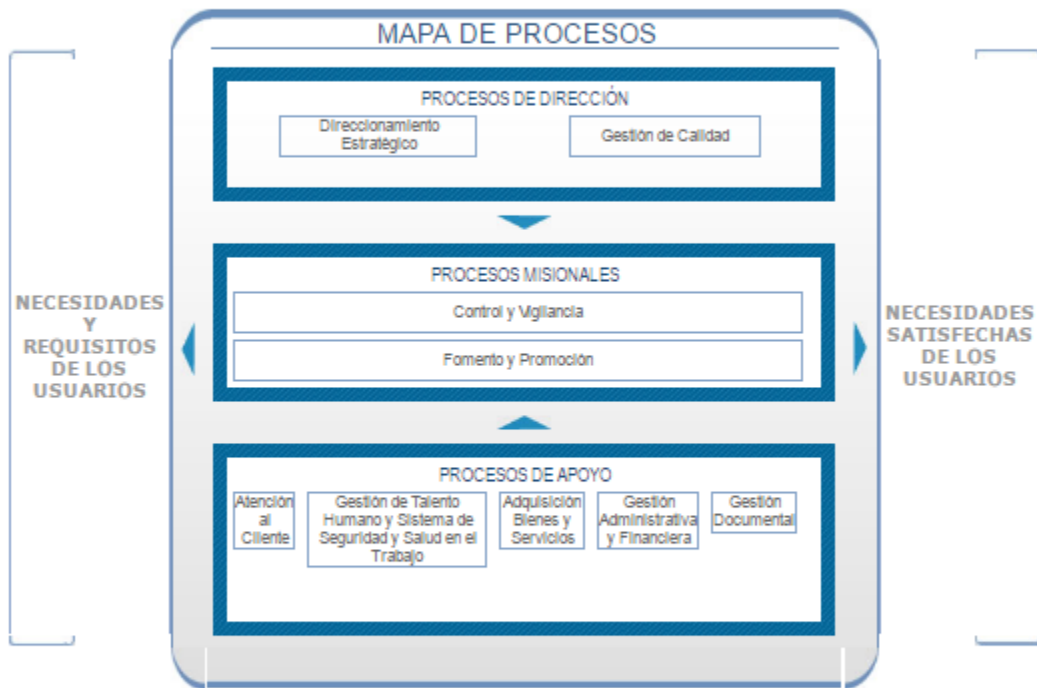 MAPA DE PROCESOS
PROCESOS DE DIRECCIÓN
Direccionamiento
Estratégico
Gestión de Calidad
PROCESOS MISIONALES
Control y Vigilancia
Fomento y Promoción
NECESIDADES
Y
REQUISITOS
DE LOS
USUARIOS
NECESIDADES
SATISFECHAS
DE LOS
USUARIOS
PROCESOS DE APOYO
Atención
al
Cliente
Gestión de Talento
Humano y Sistema de
Seguridad y Salud en el
Trabajo
Adquisición
Bienes y
Servicios
Gestión
Administrativa
y Financiera
Gestión
Documental